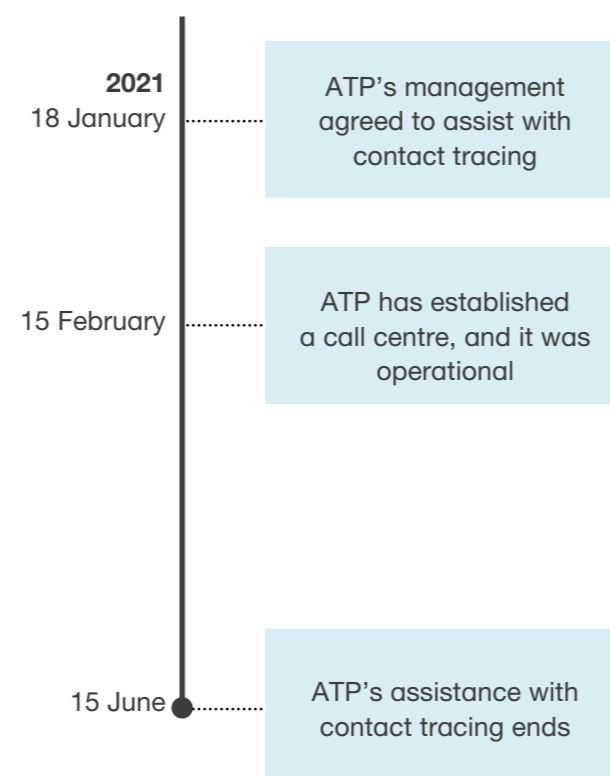 2021
18 January
ATP’s management
agreed to assist with
contact tracing
15 February
ATP has established
a call centre, and it was
operational
15 June
ATP’s assistance with
contact tracing ends